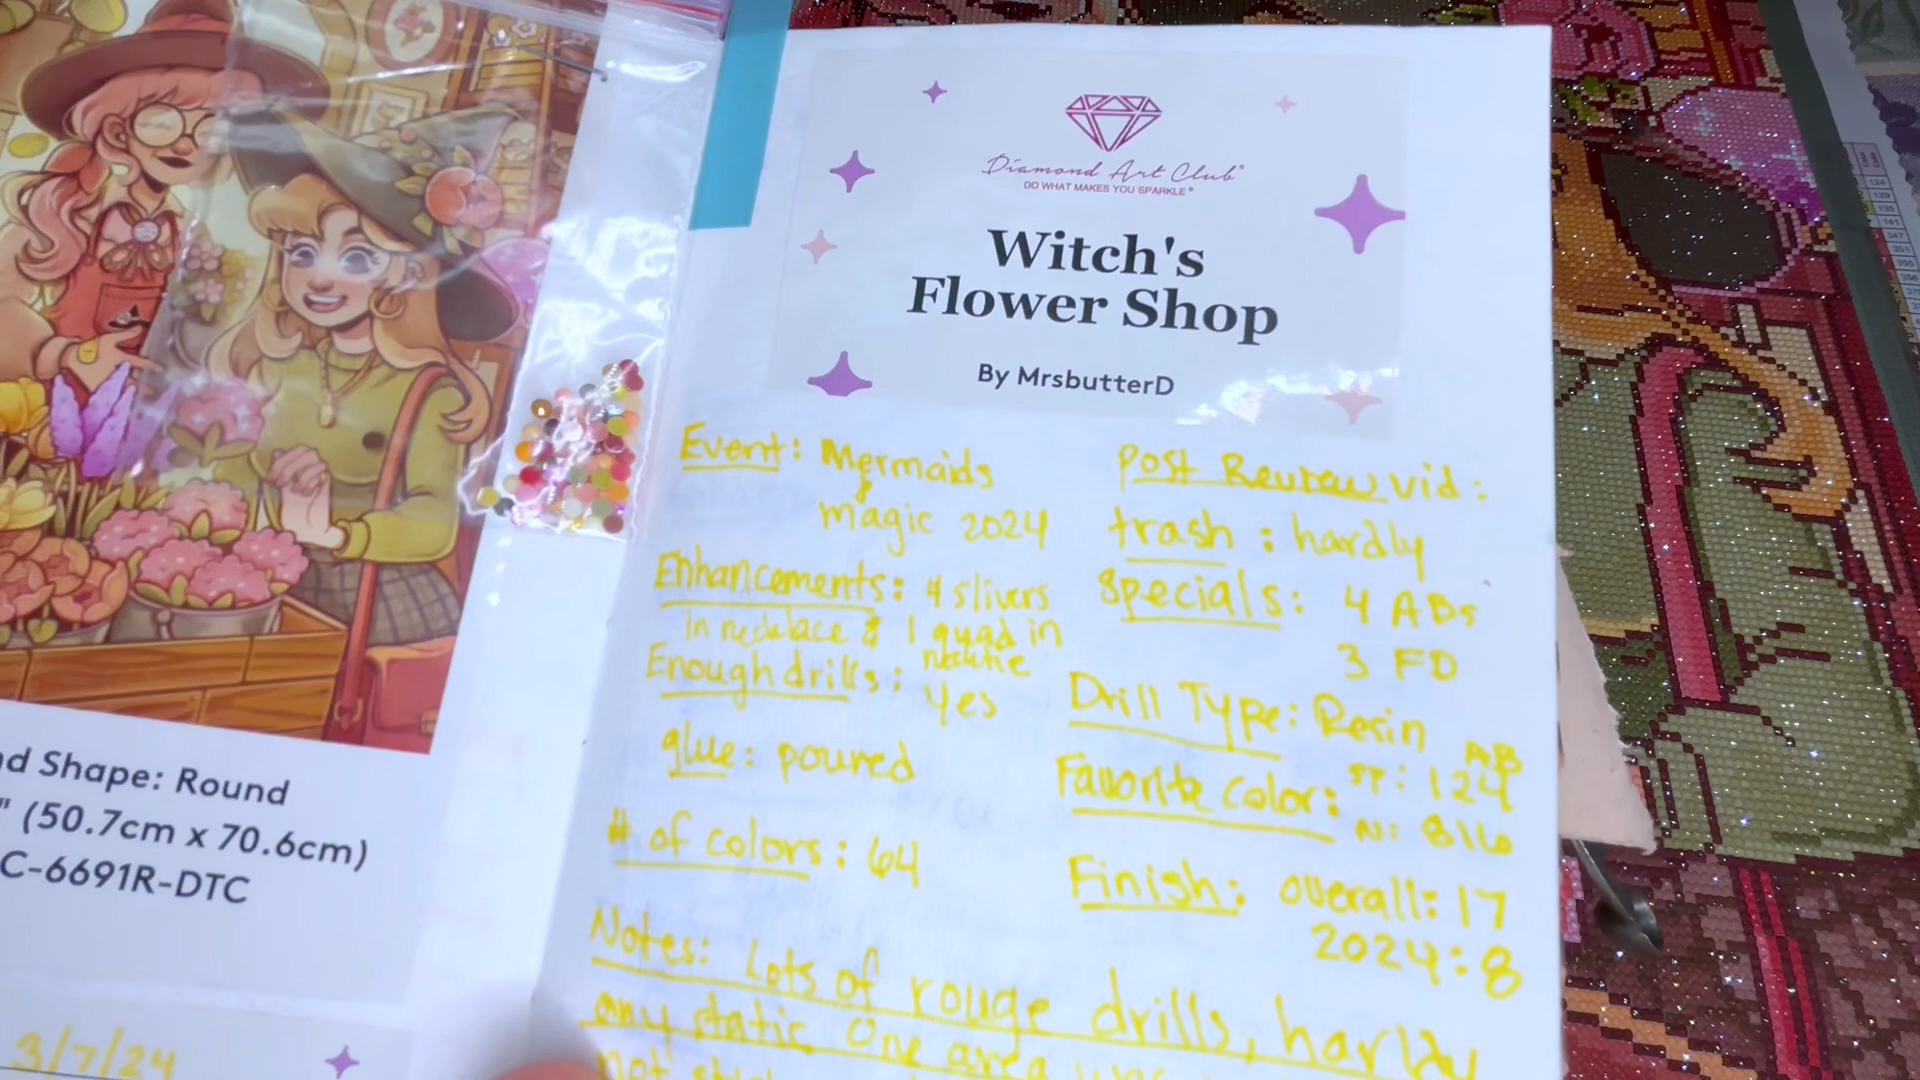 Diamond Art Club®
DO WHAT MAKES YOU SPARKLE®
Witch's
Flower Shop
By MrsbutterD
Event: Mermaids
magic 2024
Enhancements: 4 slivers
in necklace & 1 quad in
necktie
Enough drills: yes
glue: poured
# of colors: 64
Post Review vid:
trash: hardly
Specials: 4 ABs
3 FD
Drill Type: Resin
Favorite color: SP: 124 AB
N: 816
Finish: overall: 17
2024: 8
Notes: Lots of rouge drills, hardly
any static. One area
not
d Shape: Round
" (50.7cm x 70.6cm)
C-6691R-DTC
3/7/24